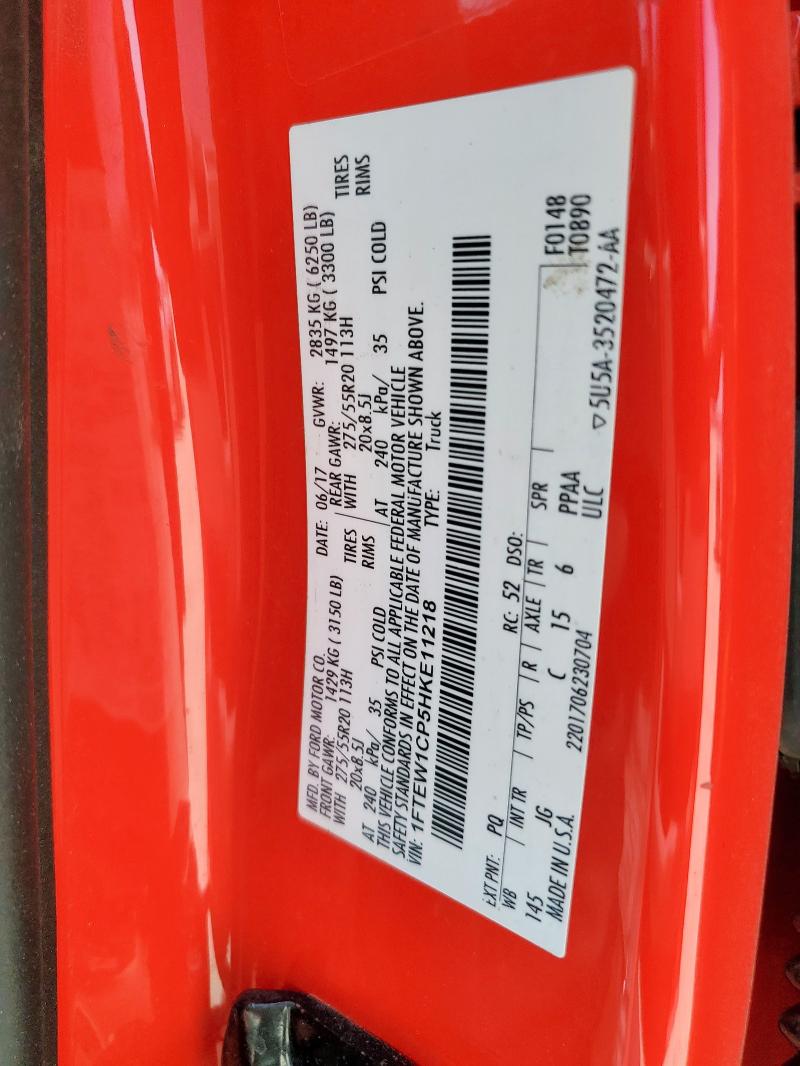 MFD. BY FORD MOTOR CO. DATE: 06/17 GVWR: 2835 KG ( 6250 LB)
FRONT GAWR: 1429 KG ( 3150 LB) REAR GAWR: 1497 KG ( 3300 LB)
WITH 275/55R20 113H TIRES WITH 275/55R20 113H TIRES
20x8.5J RIMS 20x8.5J RIMS
AT 240 kPa/ 35 PSI COLD AT 240 kPa/ 35 PSI COLD
THIS VEHICLE CONFORMS TO ALL APPLICABLE FEDERAL MOTOR VEHICLE
SAFETY STANDARDS IN EFFECT ON THE DATE OF MANUFACTURE SHOWN ABOVE.
VIN: 1FTEW1CP5HKE11218 TYPE: Truck
EXT PNT: PQ RC: 52 DSO: F0148
WB INT TR TP/PS R AXLE TR SPR T0890
145 JG C 15 6 PPAA
ULC
MADE IN U.S.A. 2201706230704 ▽5U5A-3520472-AA